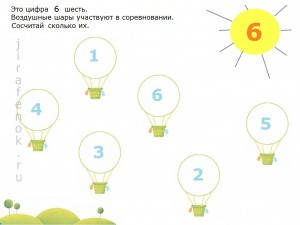 Это цифра 6 шесть.
Воздушные шары участвуют в соревновании.
Сосчитай сколько их.
6
1
6
4
5
3
2
jirafenok.ru